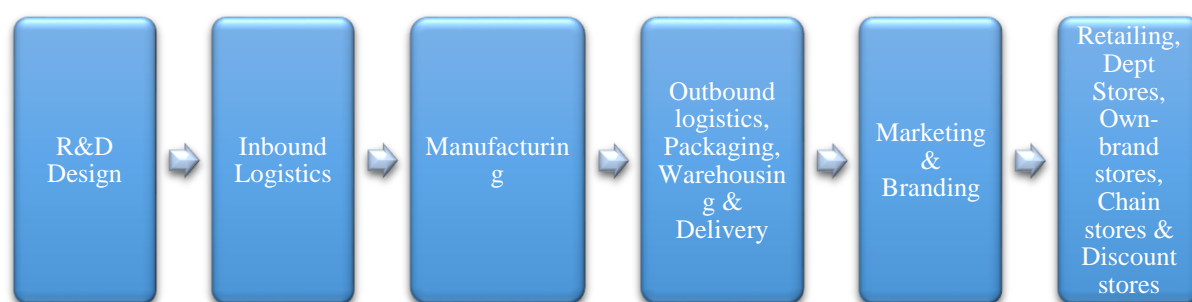 R&D
Design
Inbound
Logistics
Manufacturin
g
Outbound
logistics,
Packaging,
Warehousin
g &
Delivery
Marketing
&
Branding
Retailing,
Dept
Stores,
Own-
brand
stores,
Chain
stores &
Discount
stores